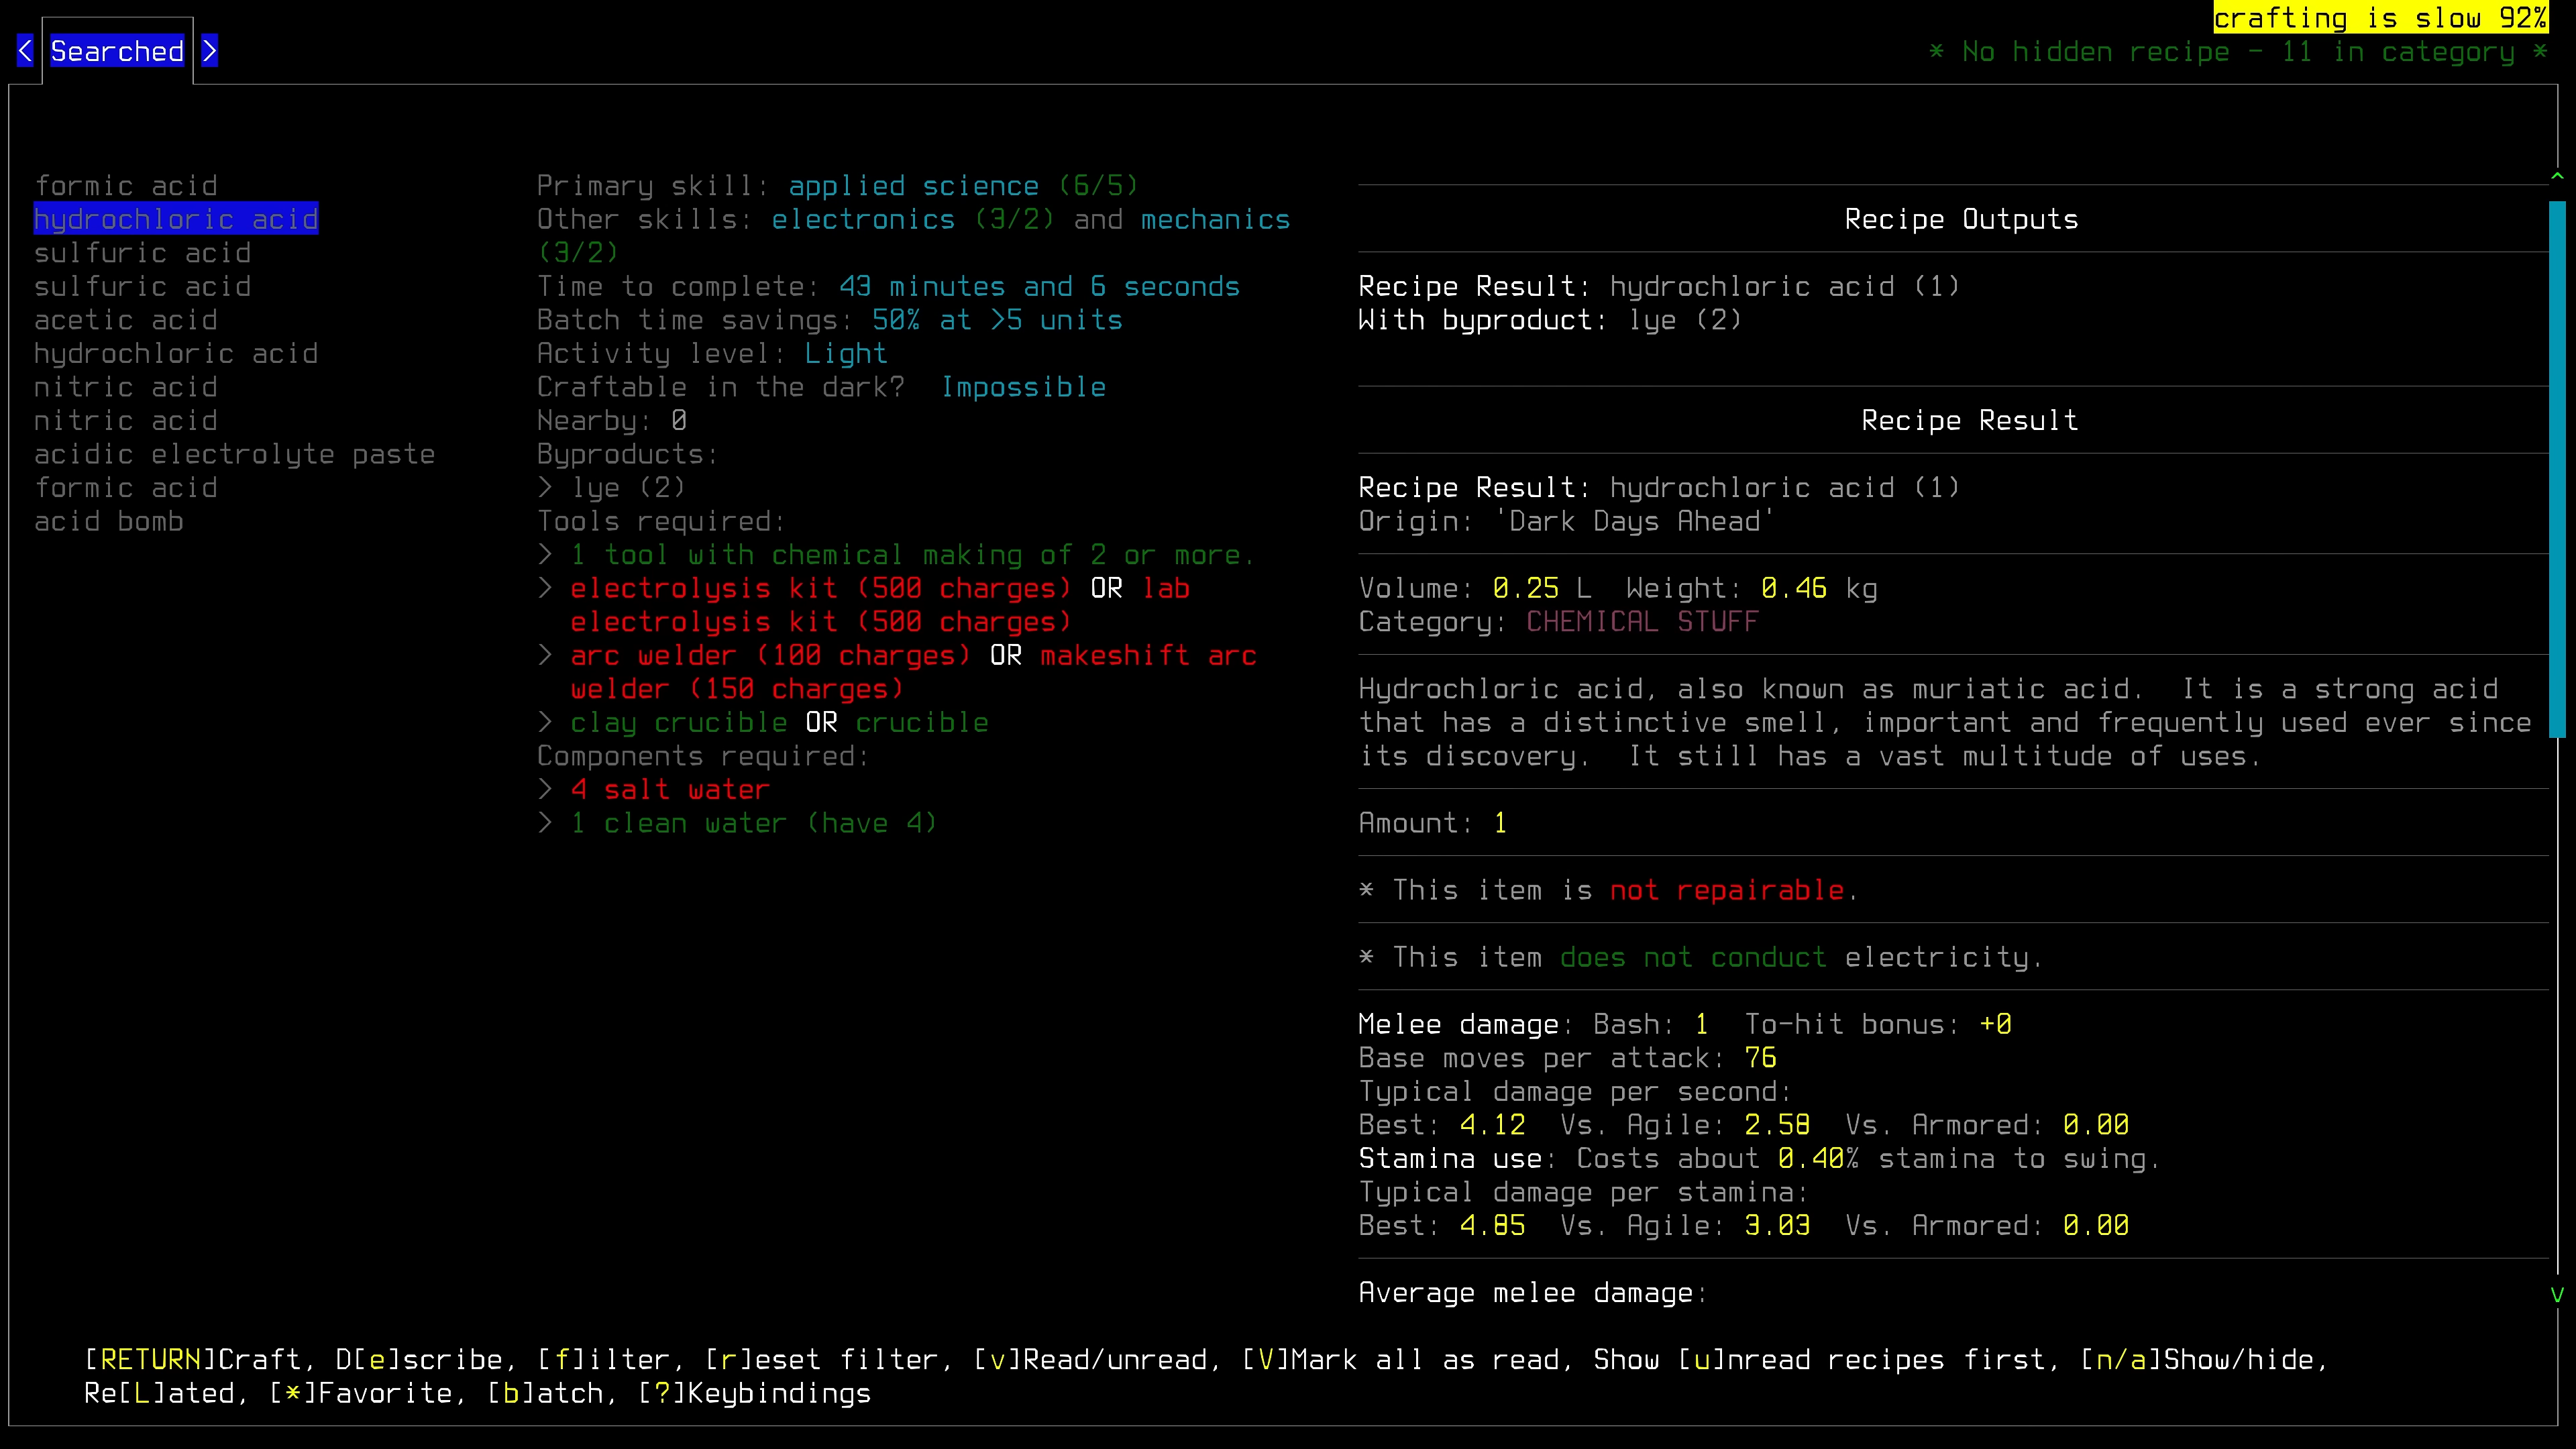 crafting is slow 92%
< Searched >
* No hidden recipe - 11 in category *
formic acid
hydrochloric acid
sulfuric acid
sulfuric acid
acetic acid
hydrochloric acid
nitric acid
nitric acid
acidic electrolyte paste
formic acid
acid bomb
Primary skill: applied science (6/5)
Other skills: electronics (3/2) and mechanics
(3/2)
Time to complete: 43 minutes and 6 seconds
Batch time savings: 50% at >5 units
Activity level: Light
Craftable in the dark?  Impossible
Nearby: 0
Byproducts:
> lye (2)
Tools required:
> 1 tool with chemical making of 2 or more.
> electrolysis kit (500 charges) OR lab
electrolysis kit (500 charges)
> arc welder (100 charges) OR makeshift arc
welder (150 charges)
> clay crucible OR crucible
Components required:
> 4 salt water
> 1 clean water (have 4)
^
Recipe Outputs
Recipe Result: hydrochloric acid (1)
With byproduct: lye (2)
Recipe Result
Recipe Result: hydrochloric acid (1)
Origin: 'Dark Days Ahead'
Volume: 0.25 L  Weight: 0.46 kg
Category: CHEMICAL STUFF
Hydrochloric acid, also known as muriatic acid.  It is a strong acid
that has a distinctive smell, important and frequently used ever since
its discovery.  It still has a vast multitude of uses.
Amount: 1
* This item is not repairable.
* This item does not conduct electricity.
Melee damage: Bash: 1  To-hit bonus: +0
Base moves per attack: 76
Typical damage per second:
Best: 4.12  Vs. Agile: 2.58  Vs. Armored: 0.00
Stamina use: Costs about 0.40% stamina to swing.
Typical damage per stamina:
Best: 4.85  Vs. Agile: 3.03  Vs. Armored: 0.00
Average melee damage:
v
[RETURN]Craft, D[e]scribe, [f]ilter, [r]eset filter, [v]Read/unread, [V]Mark all as read, Show [u]nread recipes first, [n/a]Show/hide,
Re[L]ated, [*]Favorite, [b]atch, [?]Keybindings